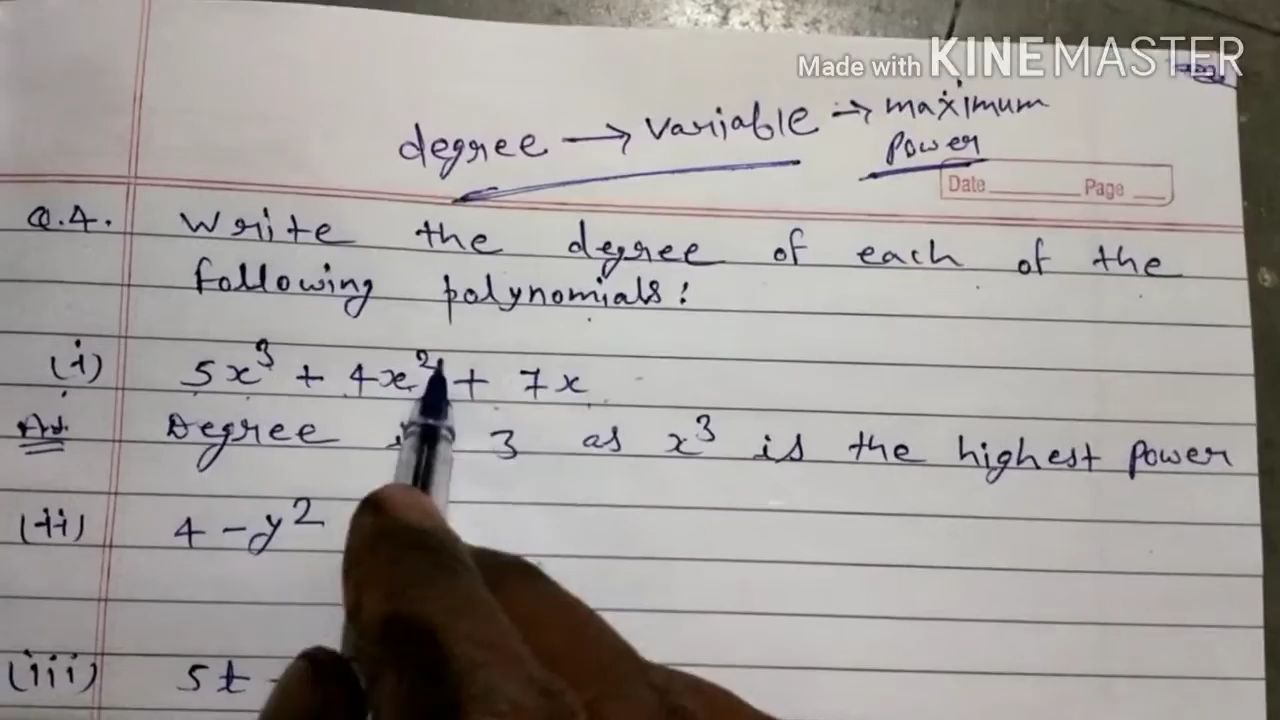 Made with KINEMASTER
degree → variable → maximum
power
Date Page
Q.4. Write the degree of each of the
following polynomials:
(i) 5x³ + 4x² + 7x
Degree 3 as x³ is the highest power
(ii) 4 - y²
(iii) 5t -